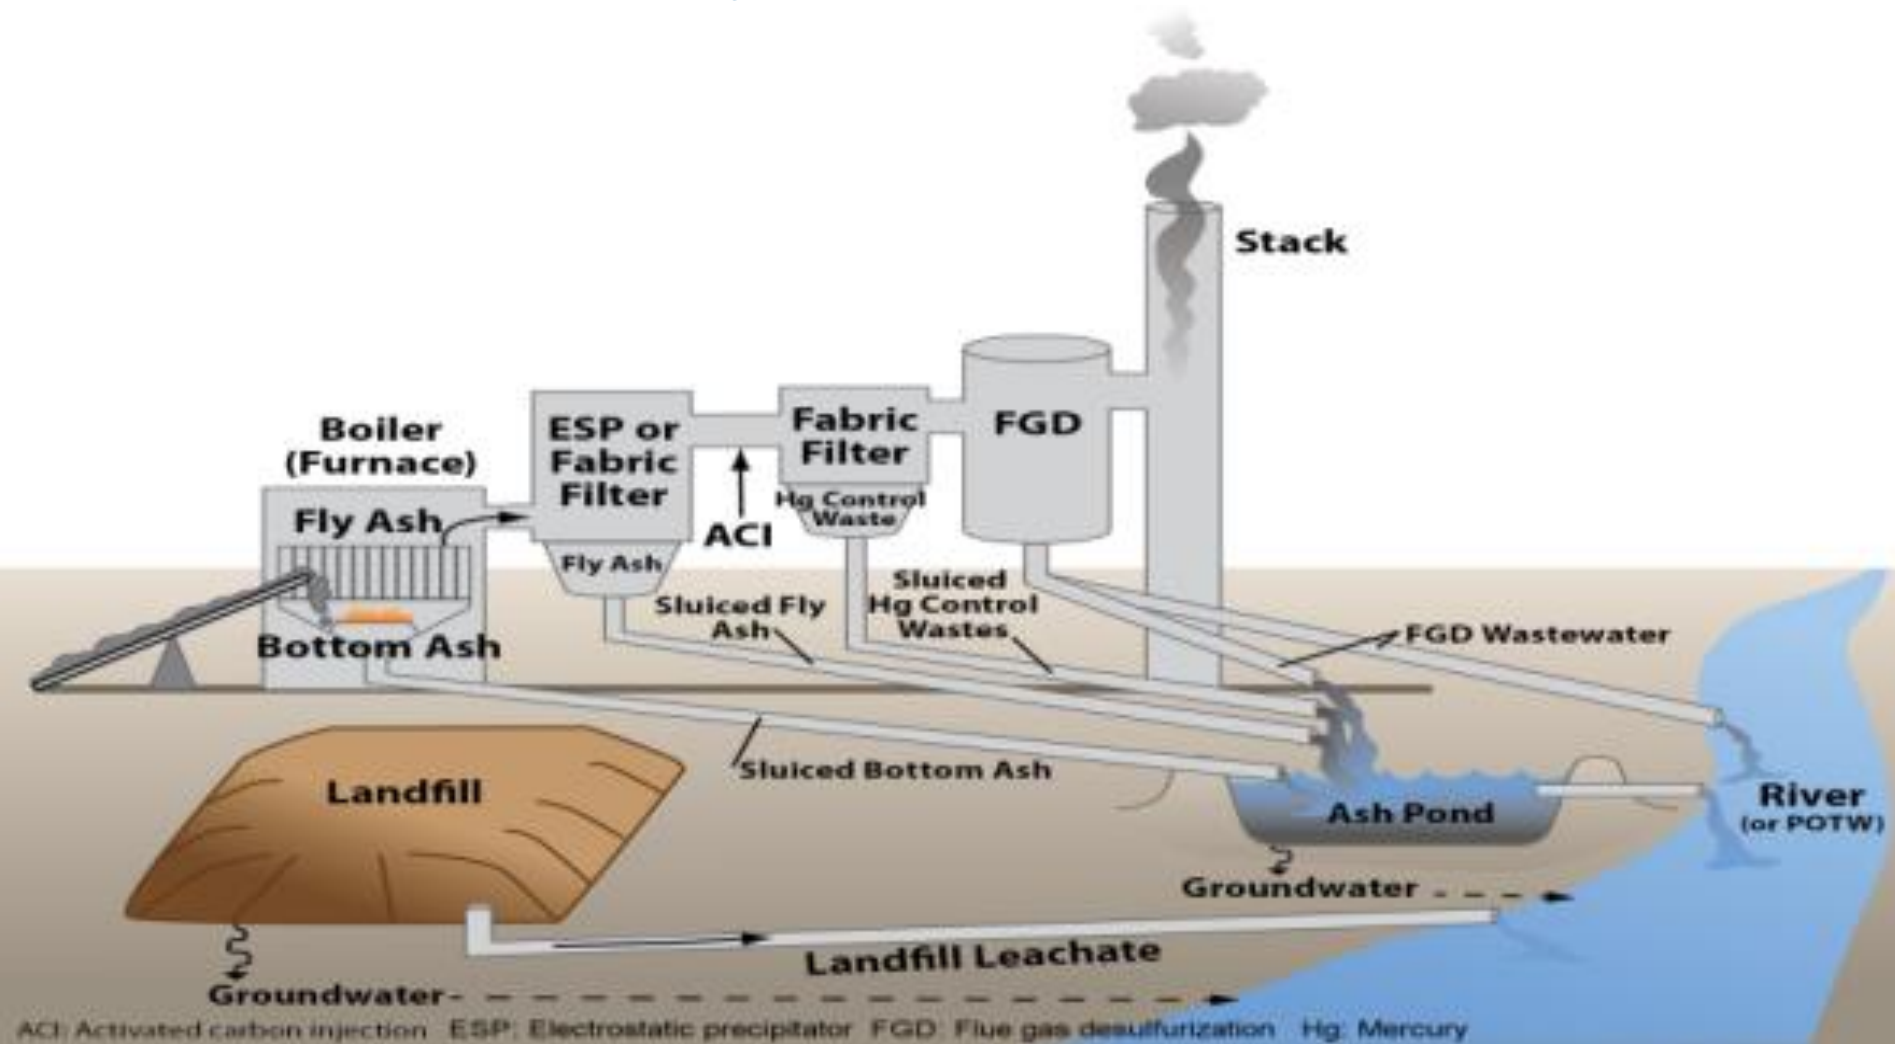 Stack
Boiler
(Furnace)
Fly Ash
Bottom Ash
ESP or
Fabric
Filter
Fly Ash
ACI
Fabric
Filter
Hg Control
Waste
FGD
Sluiced Fly
Ash
Sluiced
Hg Control
Wastes
FGD Wastewater
Sluiced Bottom Ash
Landfill
Ash Pond
River
(or POTW)
Groundwater
Landfill Leachate
Groundwater
ACI: Activated carbon injection ESP: Electrostatic precipitator FGD: Flue gas desulfurization Hg: Mercury